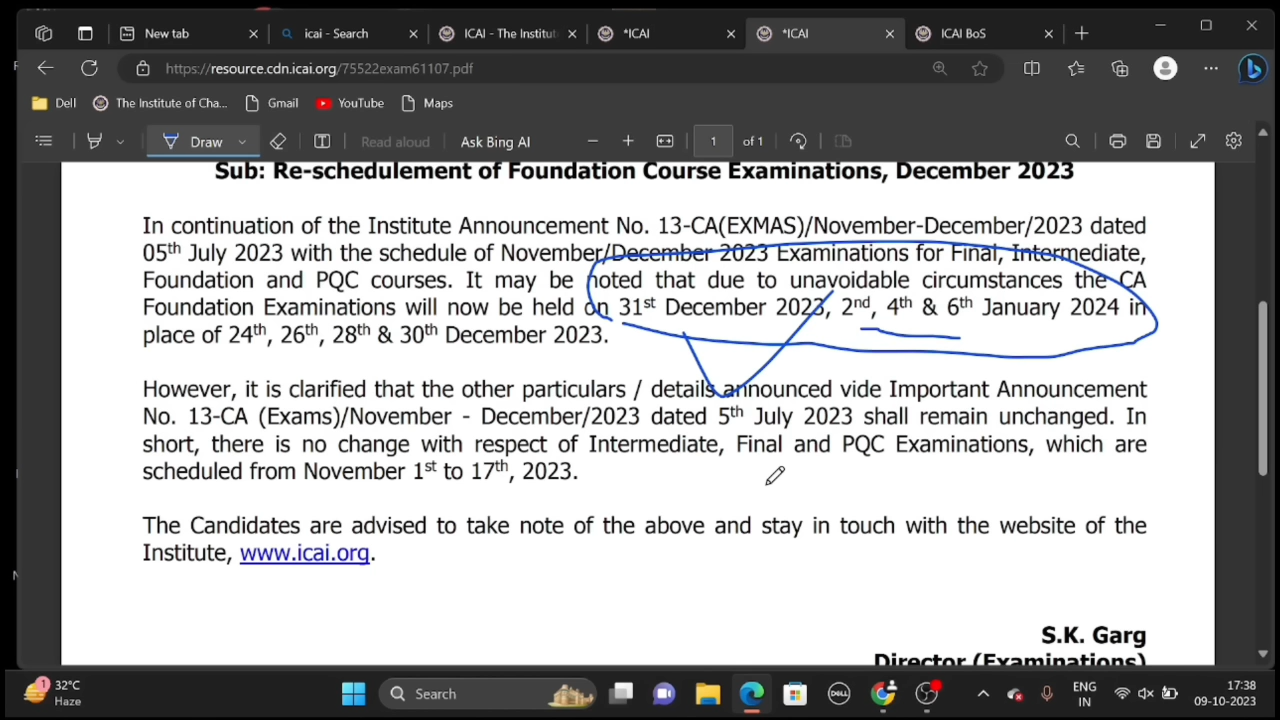 New tab
icai - Search
ICAI - The Institut
*ICAI
*ICAI
ICAI BoS
https://resource.cdn.icai.org/75522exam61107.pdf
Dell
The Institute of Cha...
Gmail
YouTube
Maps
Draw
Read aloud
Ask Bing AI
1
of 1
Sub: Re-schedulement of Foundation Course Examinations, December 2023
In continuation of the Institute Announcement No. 13-CA(EXMAS)/November-December/2023 dated
05th July 2023 with the schedule of November/December 2023 Examinations for Final, Intermediate,
Foundation and PQC courses. It may be noted that due to unavoidable circumstances the CA
Foundation Examinations will now be held on 31st December 2023, 2nd, 4th & 6th January 2024 in
place of 24th, 26th, 28th & 30th December 2023.
However, it is clarified that the other particulars / details announced vide Important Announcement
No. 13-CA (Exams)/November - December/2023 dated 5th July 2023 shall remain unchanged. In
short, there is no change with respect of Intermediate, Final and PQC Examinations, which are
scheduled from November 1st to 17th, 2023.
The Candidates are advised to take note of the above and stay in touch with the website of the
Institute, www.icai.org.
S.K. Garg
Director (Examinations)
1
32°C
Haze
Search
DELL
ENG
IN
17:38
09-10-2023